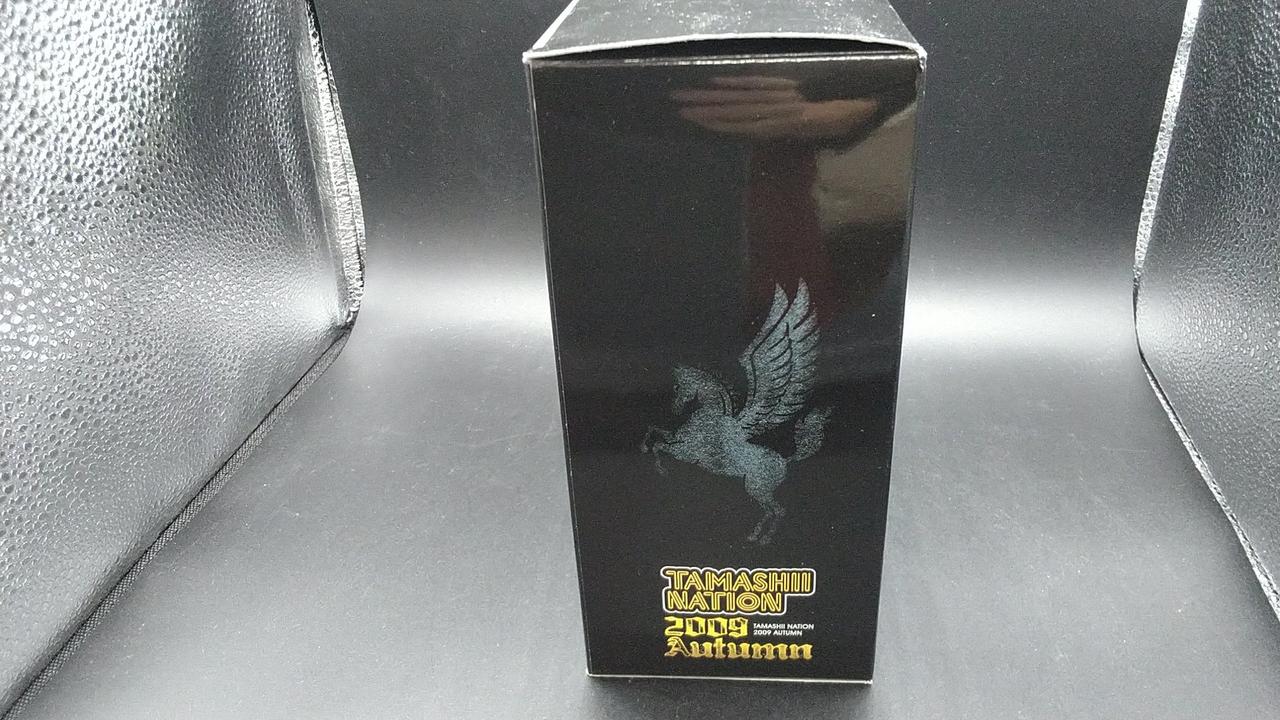 TAMASHII
NATION
2009
TAMASHII NATION
2009 AUTUMN
Autumn